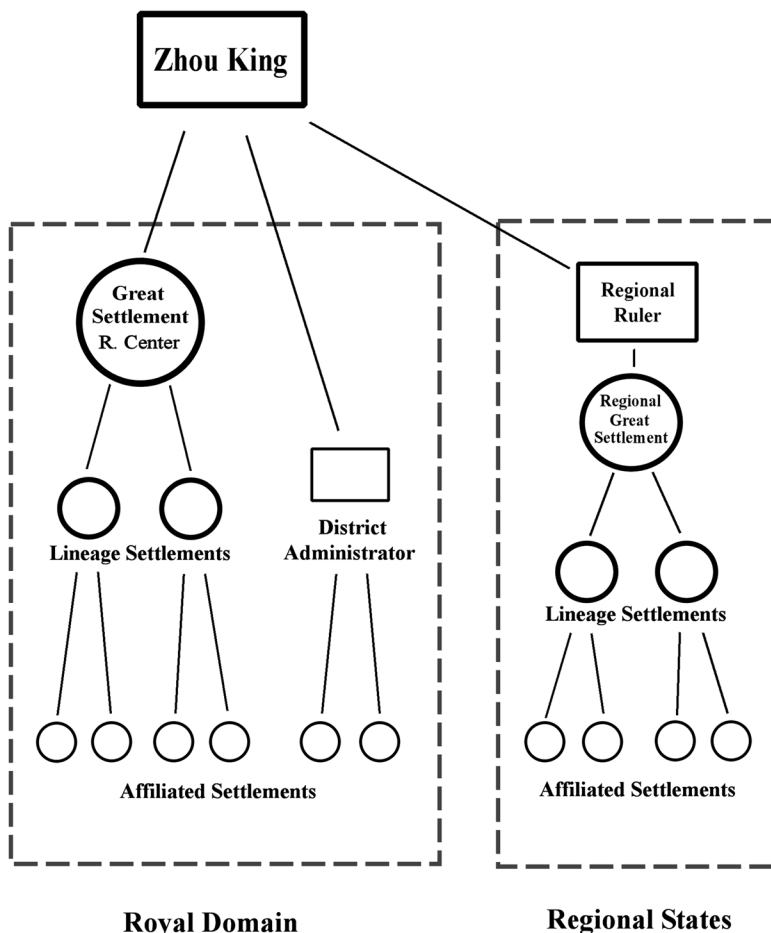 Zhou King
Great
Settlement
R. Center
Lineage Settlements
District
Administrator
Affiliated Settlements
Royal Domain
Regional
Ruler
Regional
Great
Settlement
Lineage Settlements
Affiliated Settlements
Regional States